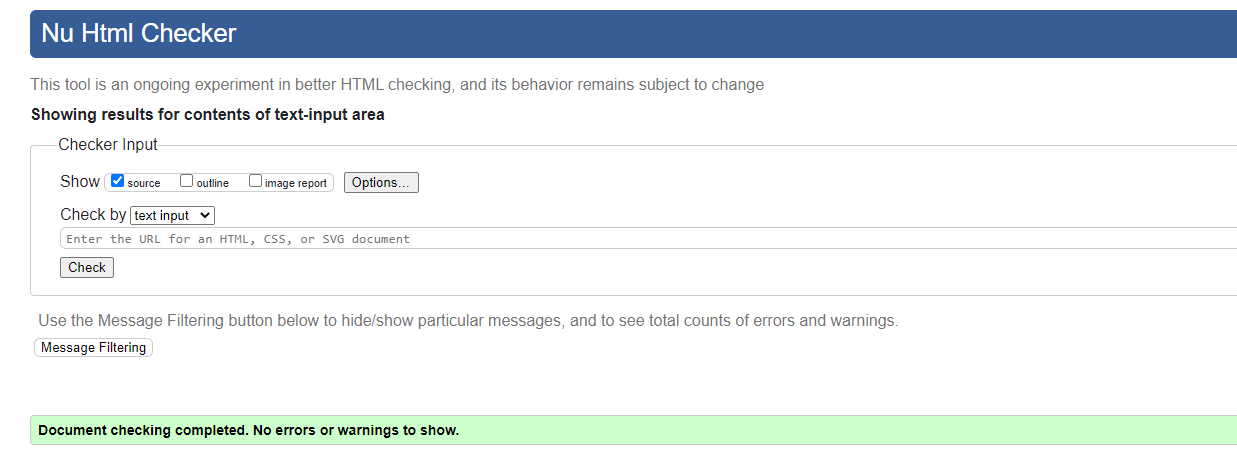 Nu Html Checker
This tool is an ongoing experiment in better HTML checking, and its behavior remains subject to change
Showing results for contents of text-input area
Checker Input
Show source outline image report Options...
Check by text input
Enter the URL for an HTML, CSS, or SVG document
Check
Use the Message Filtering button below to hide/show particular messages, and to see total counts of errors and warnings.
Message Filtering
Document checking completed. No errors or warnings to show.